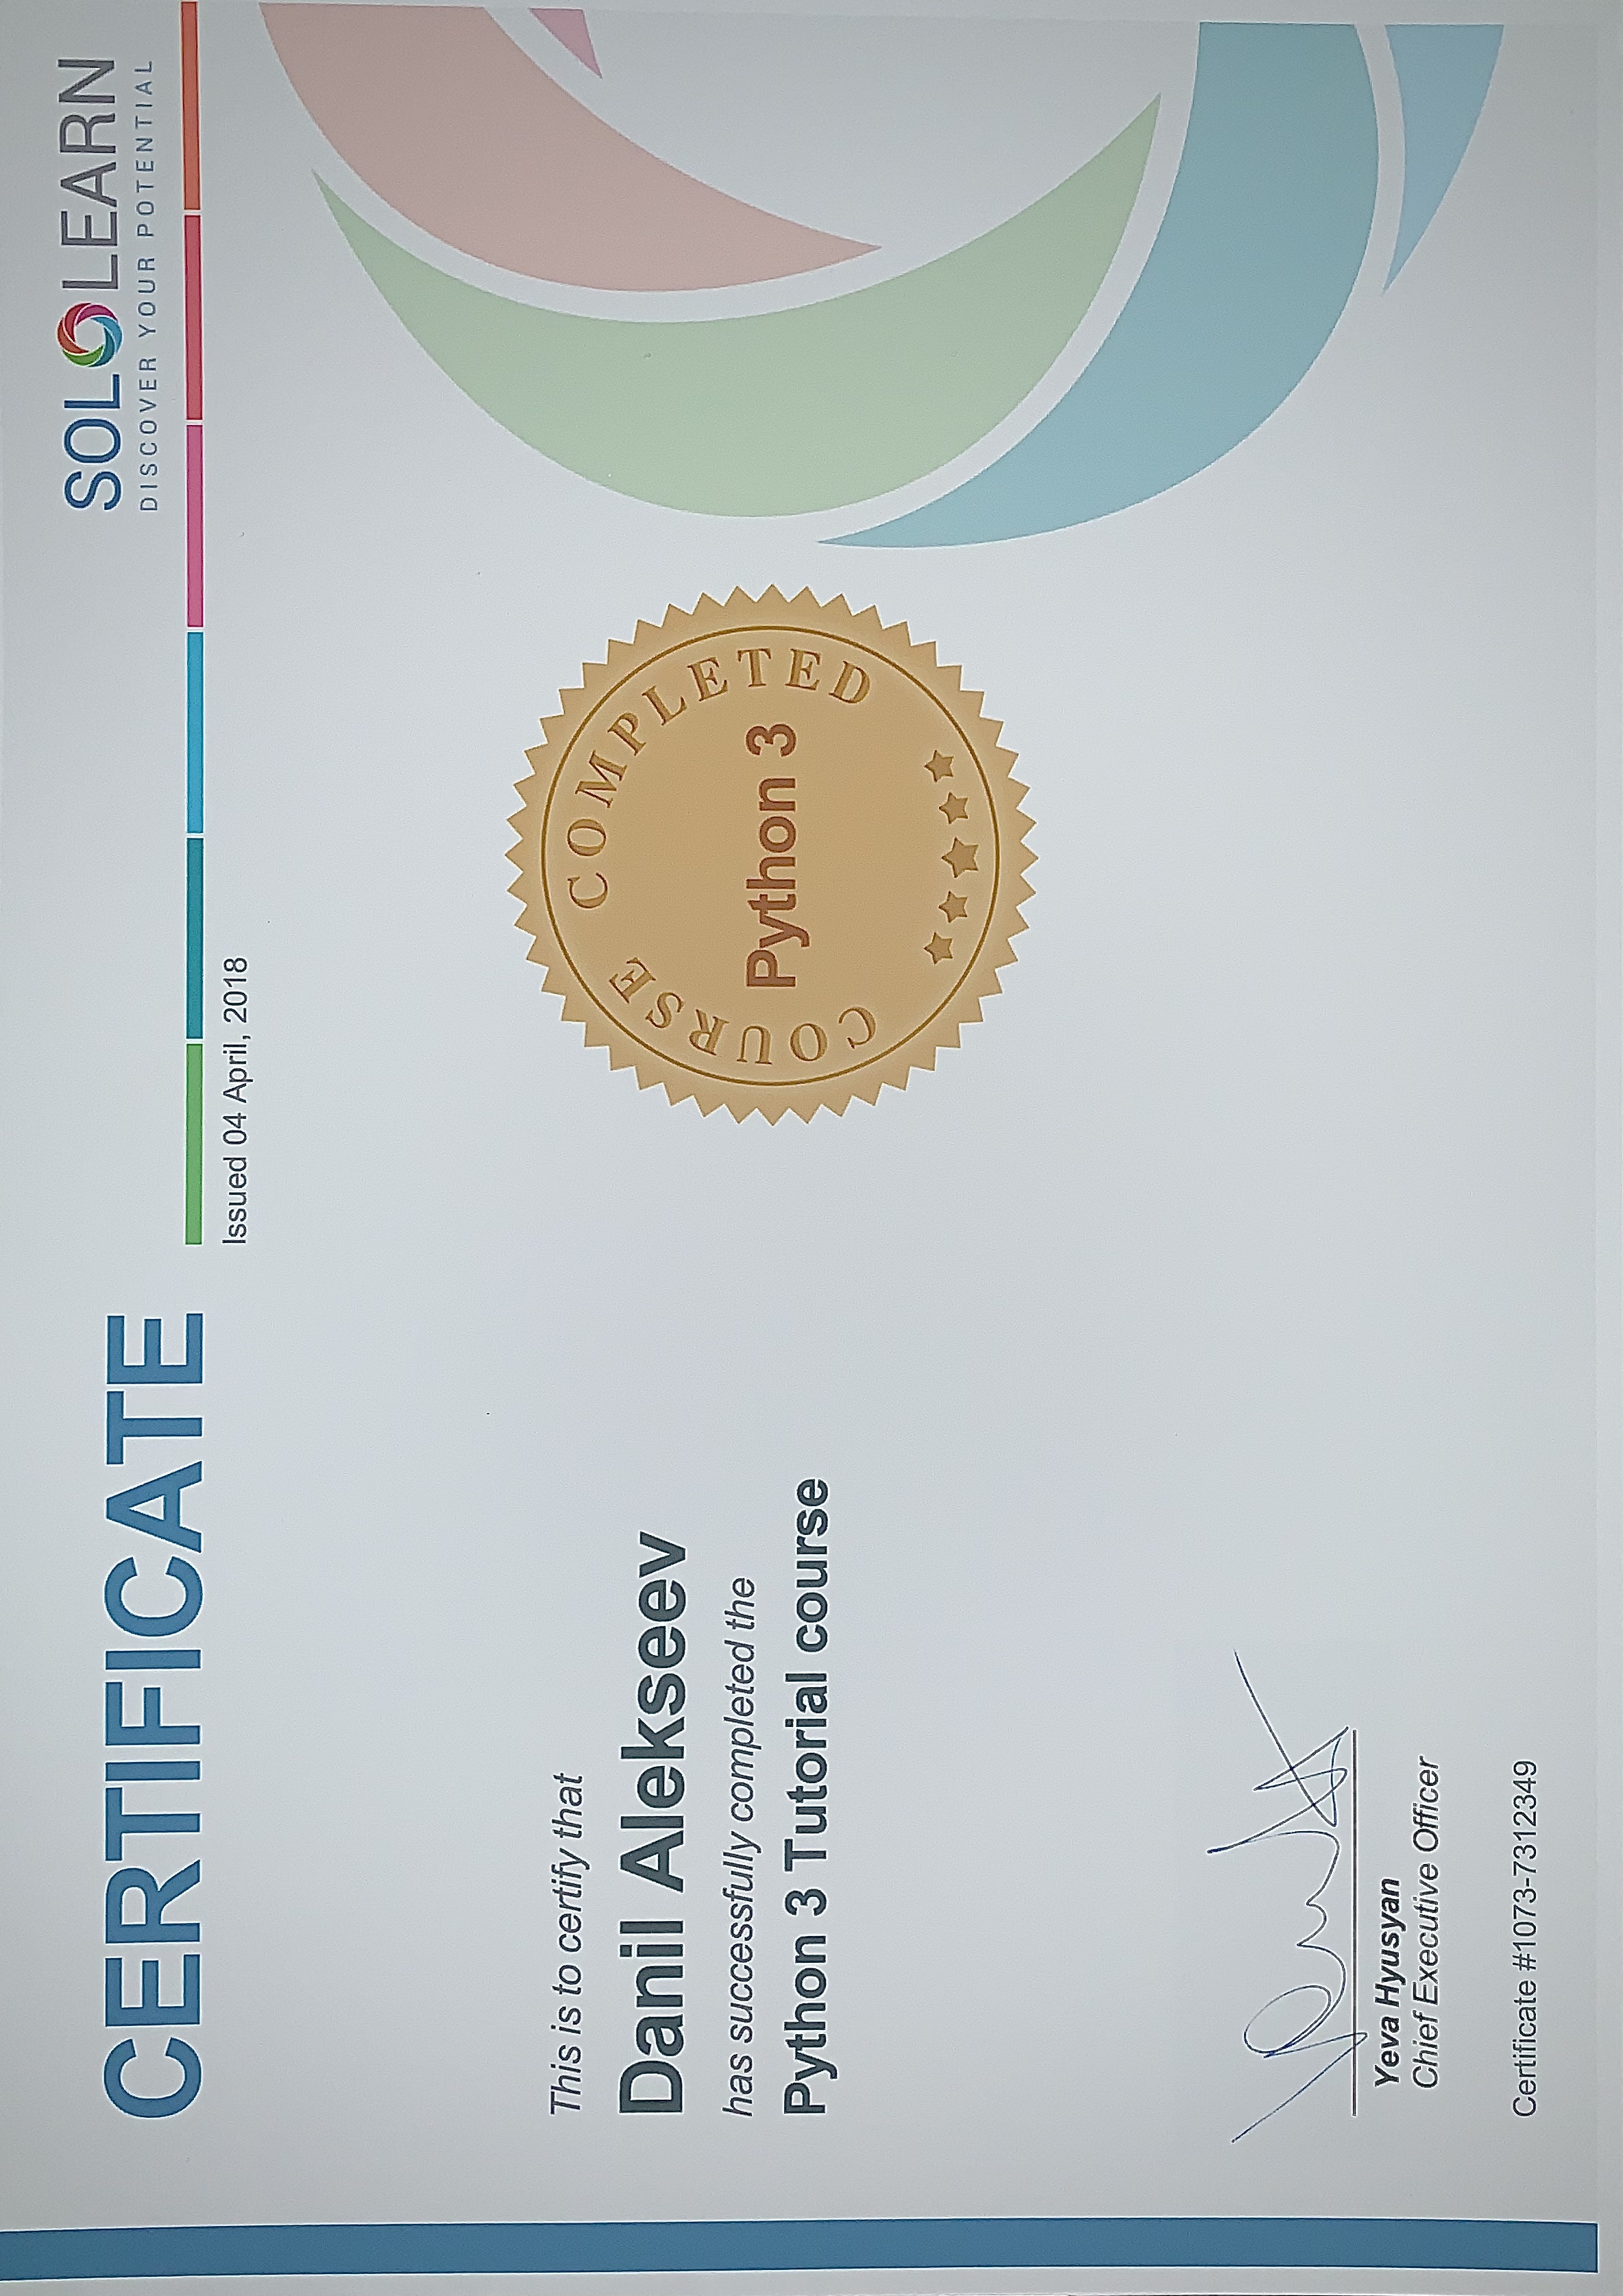 CERTIFICATE
SOLOLEARN
DISCOVER YOUR POTENTIAL
Issued 04 April, 2018
This is to certify that
Danil Alekseev
has successfully completed the
Python 3 Tutorial course
COURSE COMPLETED
Python 3
Yeva Hyusyan
Chief Executive Officer
Certificate #1073-7312349